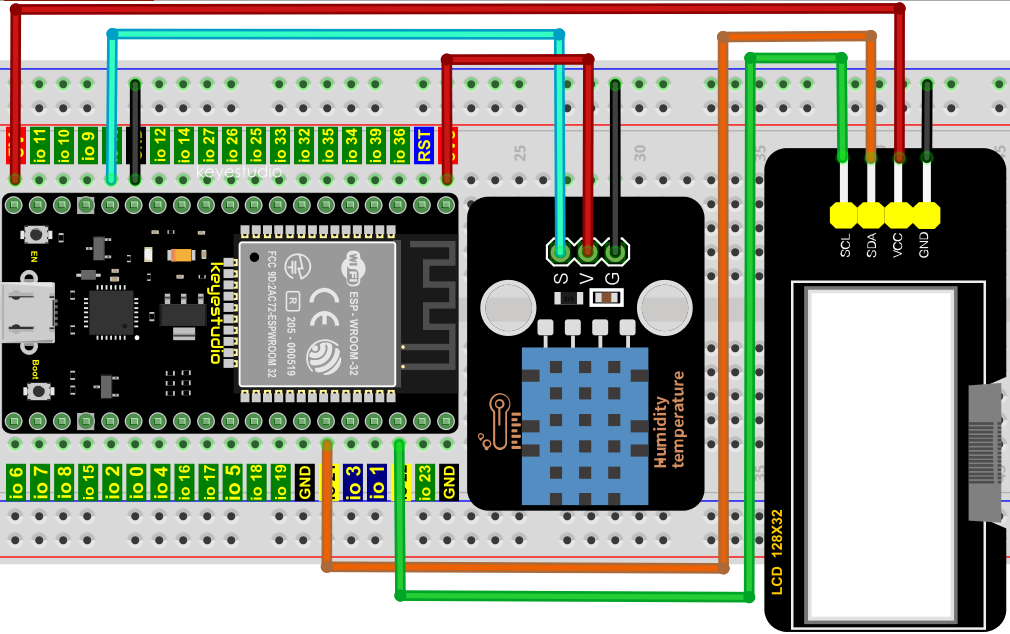 io 11
io 10
io 9
io 12
io 14
io 27
io 26
io 25
io 33
io 32
io 35
io 34
io 39
io 36
RST
25
30
35
keyestudio
EN
Boot
keyestudio
FCC 9D:2AC72-ESPWROOM 32
R
205 - 000519
CE
Wi Fi
ESP - WROOM -32
S
V
G
Humidity
temperature
SCL
SDA
VCC
GND
LCD 128X32
io 6
io 7
io 8
io 15
io 2
io 0
io 4
io 16
io 17
io 5
io 18
io 19
GND
io 3
io 1
io 23
GND
35